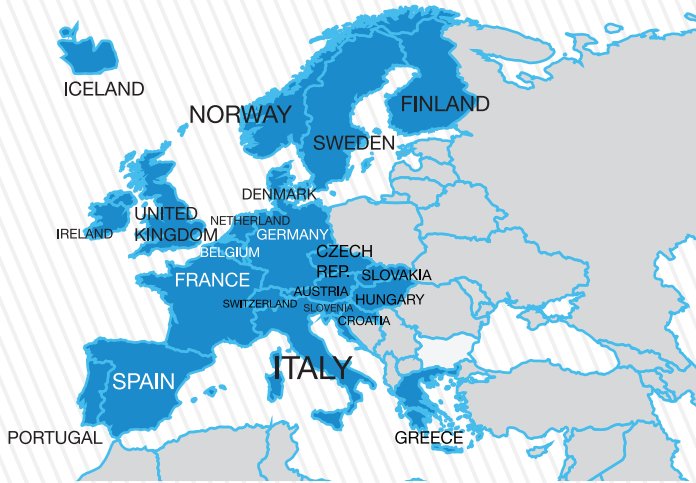 ICELAND
NORWAY
FINLAND
SWEDEN
DENMARK
UNITED
KINGDOM
IRELAND
NETHERLAND
GERMANY
BELGIUM
CZECH
REP.
SLOVAKIA
FRANCE
AUSTRIA
HUNGARY
SWITZERLAND
SLOVENIA
CROATIA
ITALY
SPAIN
PORTUGAL
GREECE